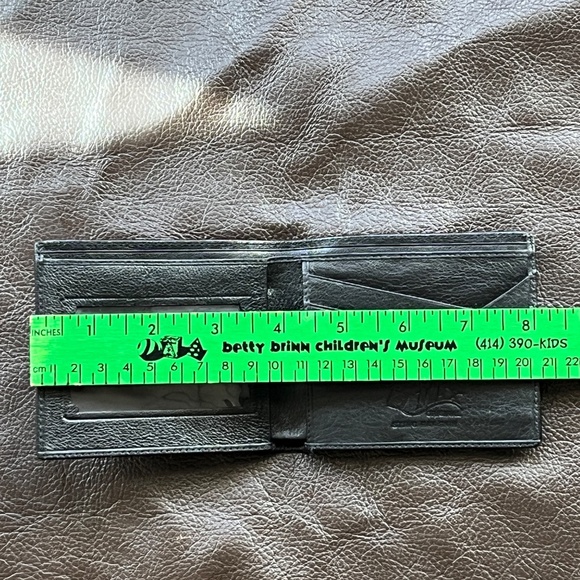 INCHES 1 2 3 4 5 6 7 8
betty brinn children's museum (414) 390-KIDS
cm 1 2 3 4 5 6 7 8 9 10 11 12 13 14 15 16 17 18 19 20 21 22